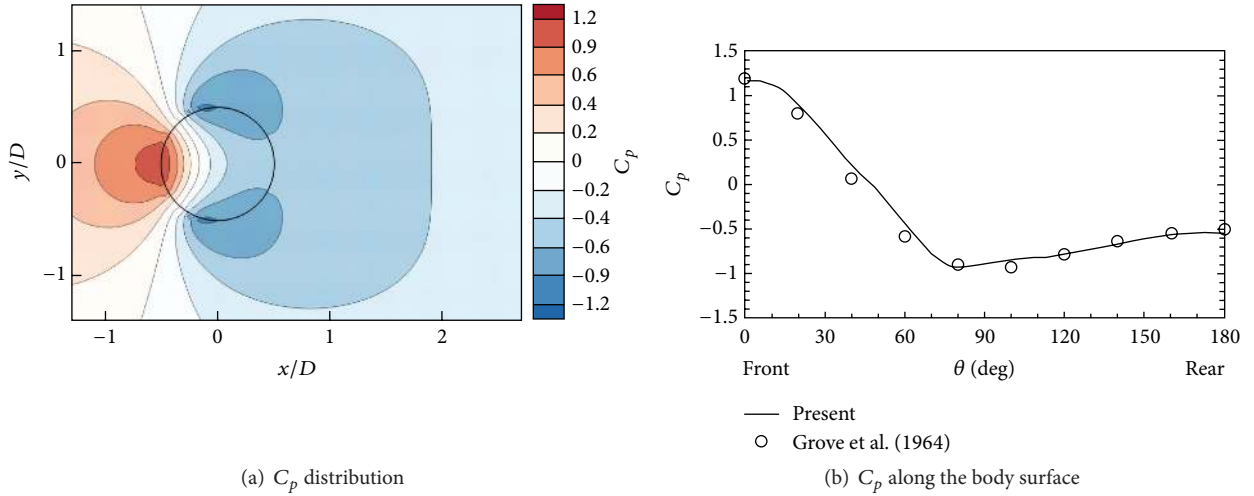 1
0
−1
y/D
−1
0
1
2
x/D
1.2
0.9
0.6
0.4
0.2
0
−0.2
−0.4
−0.6
−0.9
−1.2
C_p
(a) C_p distribution
1.5
1
0.5
0
−0.5
−1
−1.5
C_p
0
30
60
90
120
150
180
Front
θ (deg)
Rear
Present
Grove et al. (1964)
(b) C_p along the body surface